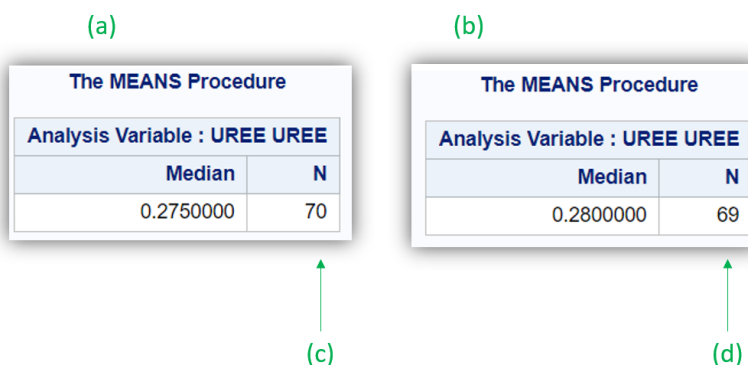 (a)
(b)
The MEANS Procedure
Analysis Variable : UREE UREE
Median N
0.2750000 70
The MEANS Procedure
Analysis Variable : UREE UREE
Median N
0.2800000 69
(c)
(d)